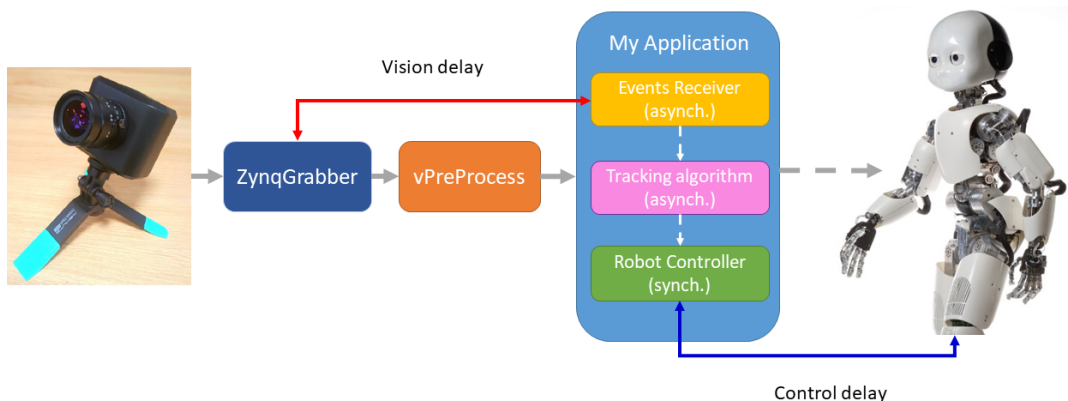 My Application
Vision delay
Events Receiver
(asynch.)
ZynqGrabber
vPreProcess
Tracking algorithm
(asynch.)
Robot Controller
(synch.)
Control delay